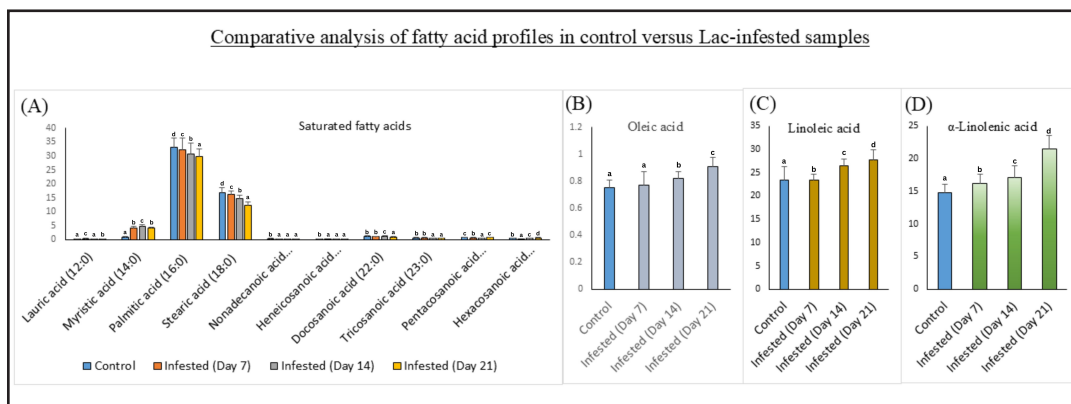 Comparative analysis of fatty acid profiles in control versus Lac-infested samples
(A)
Saturated fatty acids
40
35
30
25
20
15
10
5
0
d c b a
d c b a
a c a b
a b c b
b a a a
b b a a
b b c a
b b a a
c b a c
c a c d
Lauric acid (12:0)
Myristic acid (14:0)
Palmitic acid (16:0)
Stearic acid (18:0)
Nonadecanoic acid...
Heneicosanoic acid...
Docosanoic acid (22:0)
Tricosanoic acid (23:0)
Pentacosanoic acid...
Hexacosanoic acid...
Control Infested (Day 7) Infested (Day 14) Infested (Day 21)
(B)
Oleic acid
1.2
1
0.8
0.6
0.4
0.2
0
a a b c
Control
Infested (Day 7)
Infested (Day 14)
Infested (Day 21)
(C)
Linoleic acid
35
30
25
20
15
10
5
0
a b c d
Control
Infested (Day 7)
Infested (Day 14)
Infested (Day 21)
(D)
α-Linolenic acid
25
20
15
10
5
0
a b c d
Control
Infested (Day 7)
Infested (Day 14)
Infested (Day 21)